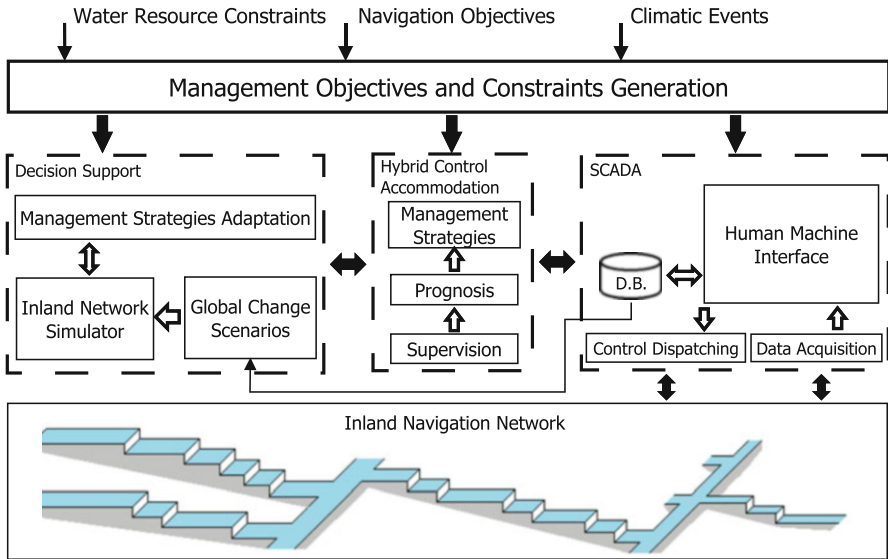 Water Resource Constraints
Navigation Objectives
Climatic Events
Management Objectives and Constraints Generation
Decision Support
Management Strategies Adaptation
Inland Network
Simulator
Global Change
Scenarios
Hybrid Control
Accommodation
Management
Strategies
Prognosis
Supervision
SCADA
Human Machine
Interface
D.B.
Control Dispatching
Data Acquisition
Inland Navigation Network